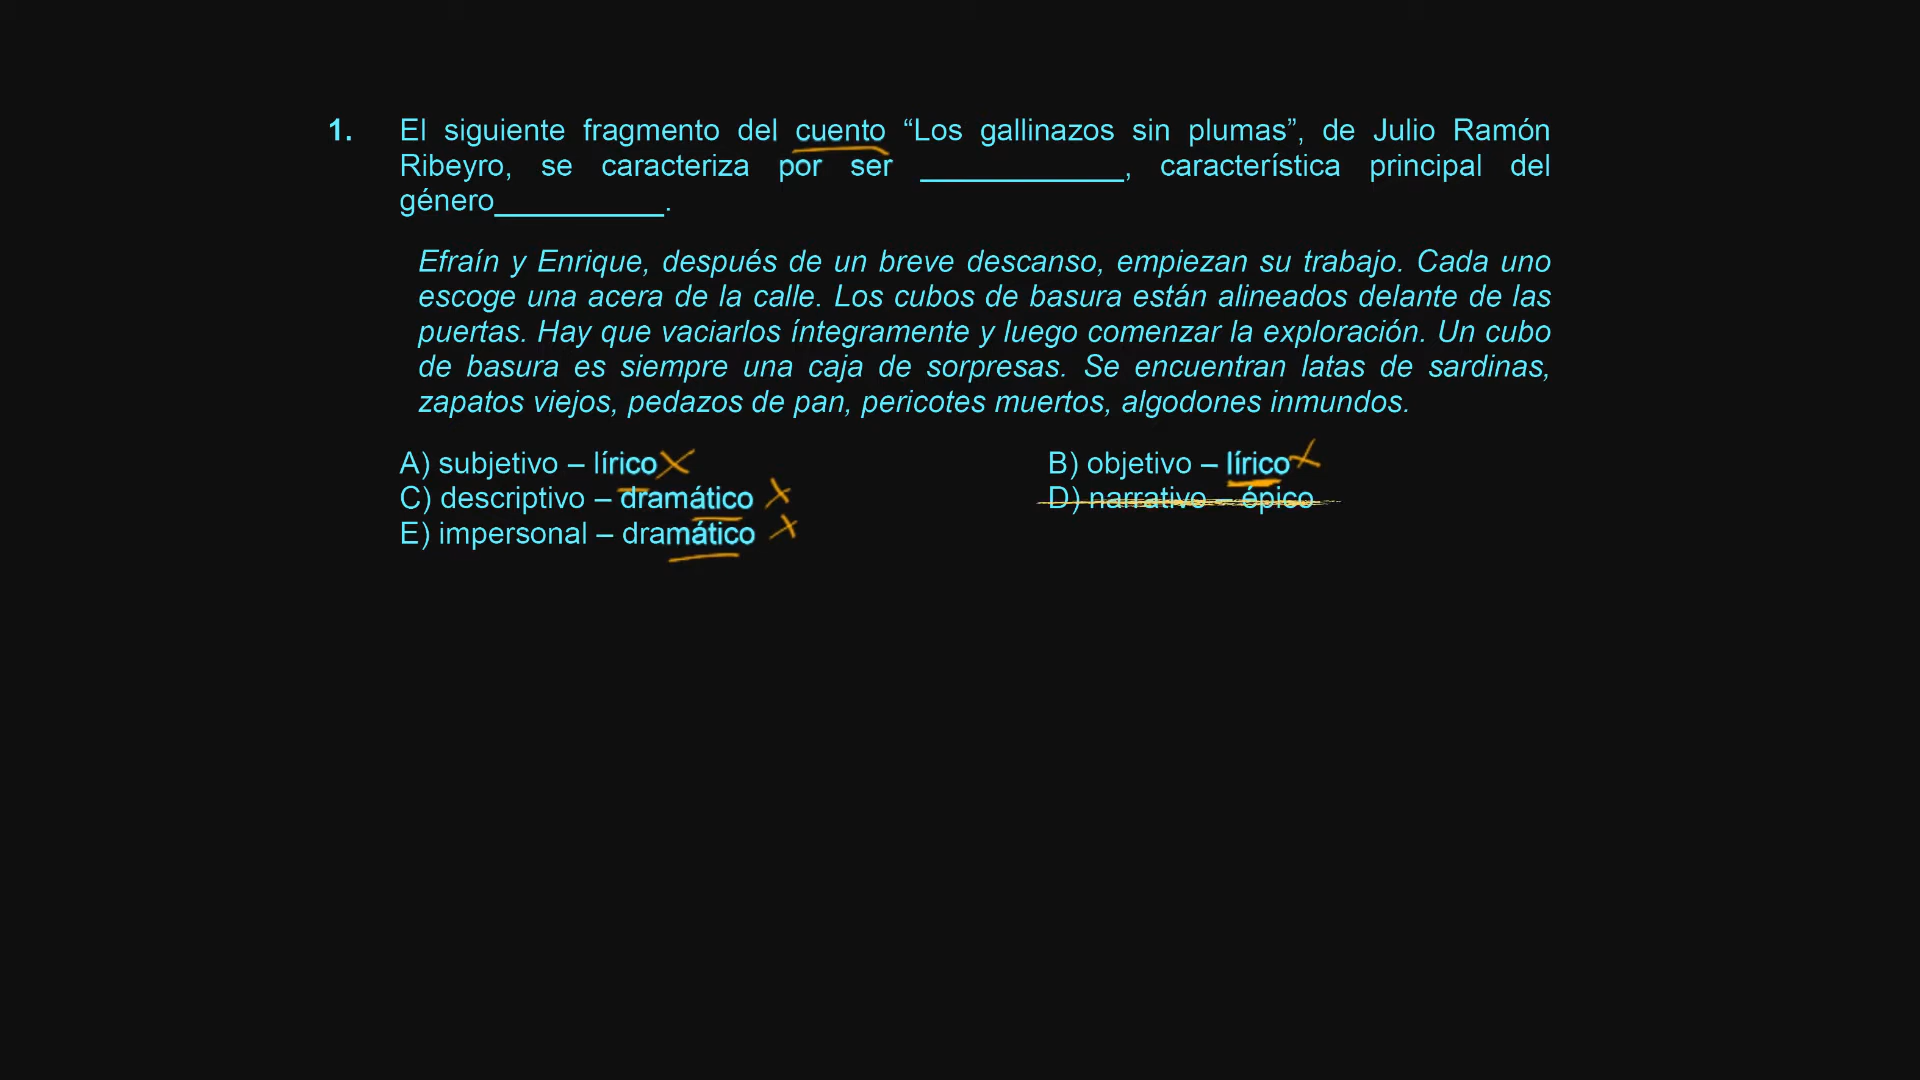 1. El siguiente fragmento del cuento “Los gallinazos sin plumas”, de Julio Ramón
Ribeyro, se caracteriza por ser ____________, característica principal del
género__________.
Efraín y Enrique, después de un breve descanso, empiezan su trabajo. Cada uno
escoge una acera de la calle. Los cubos de basura están alineados delante de las
puertas. Hay que vaciarlos íntegramente y luego comenzar la exploración. Un cubo
de basura es siempre una caja de sorpresas. Se encuentran latas de sardinas,
zapatos viejos, pedazos de pan, pericotes muertos, algodones inmundos.
A) subjetivo – lírico B) objetivo – lírico
C) descriptivo – dramático D) narrativo – épico
E) impersonal – dramático